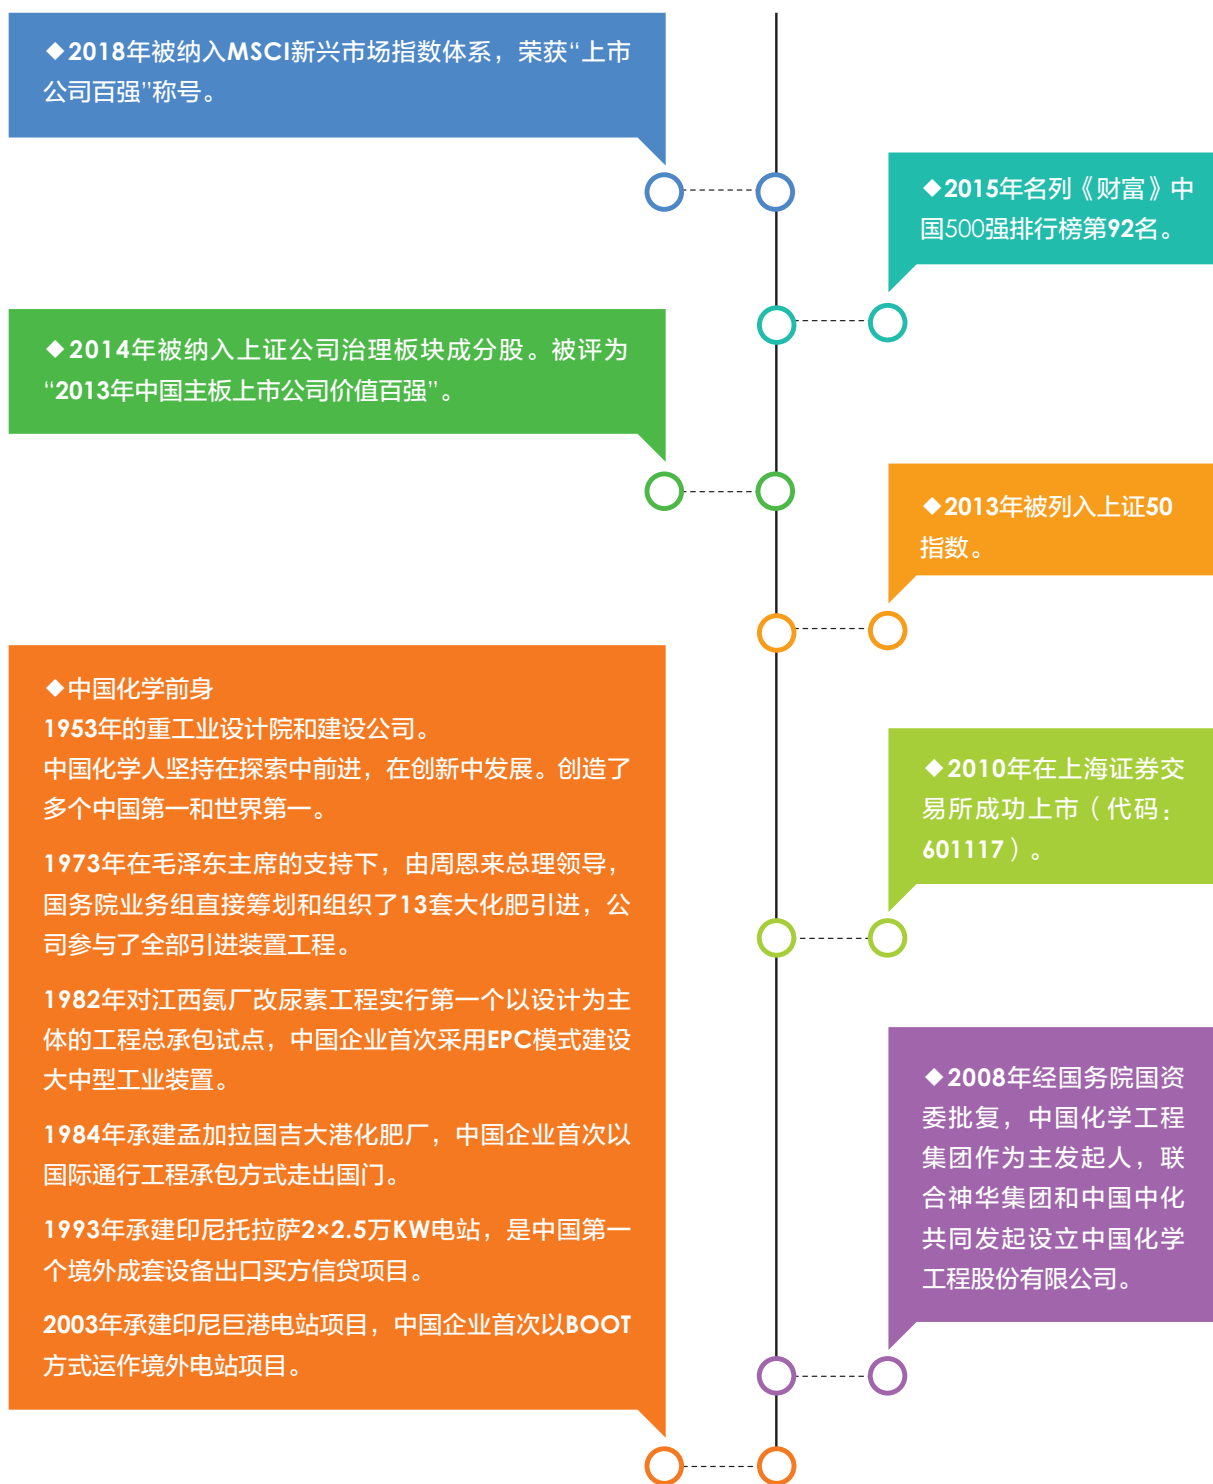 ◆2018年被纳入MSCI新兴市场指数体系，荣获“上市
公司百强”称号。
◆2015年名列《财富》中
国500强排行榜第92名。
◆2014年被纳入上证公司治理板块成分股。被评为
“2013年中国主板上市公司价值百强”。
◆2013年被列入上证50
指数。
◆中国化学前身
1953年的重工业设计院和建设公司。
中国化学人坚持在探索中前进，在创新中发展。创造了
多个中国第一和世界第一。
1973年在毛泽东主席的支持下，由周恩来总理领导，
国务院业务组直接筹划和组织了13套大化肥引进，公
司参与了全部引进装置工程。
1982年对江西氨厂改尿素工程实行第一个以设计为主
体的工程总承包试点，中国企业首次采用EPC模式建设
大中型工业装置。
1984年承建孟加拉国吉大港化肥厂，中国企业首次以
国际通行工程承包方式走出国门。
1993年承建印尼托拉萨2×2.5万KW电站，是中国第一
个境外成套设备出口买方信贷项目。
2003年承建印尼巨港电站项目，中国企业首次以BOOT
方式运作境外电站项目。
◆2010年在上海证券交
易所成功上市（代码：
601117）。
◆2008年经国务院国资
委批复，中国化学工程
集团作为主发起人，联
合神华集团和中国中化
共同发起设立中国化学
工程股份有限公司。